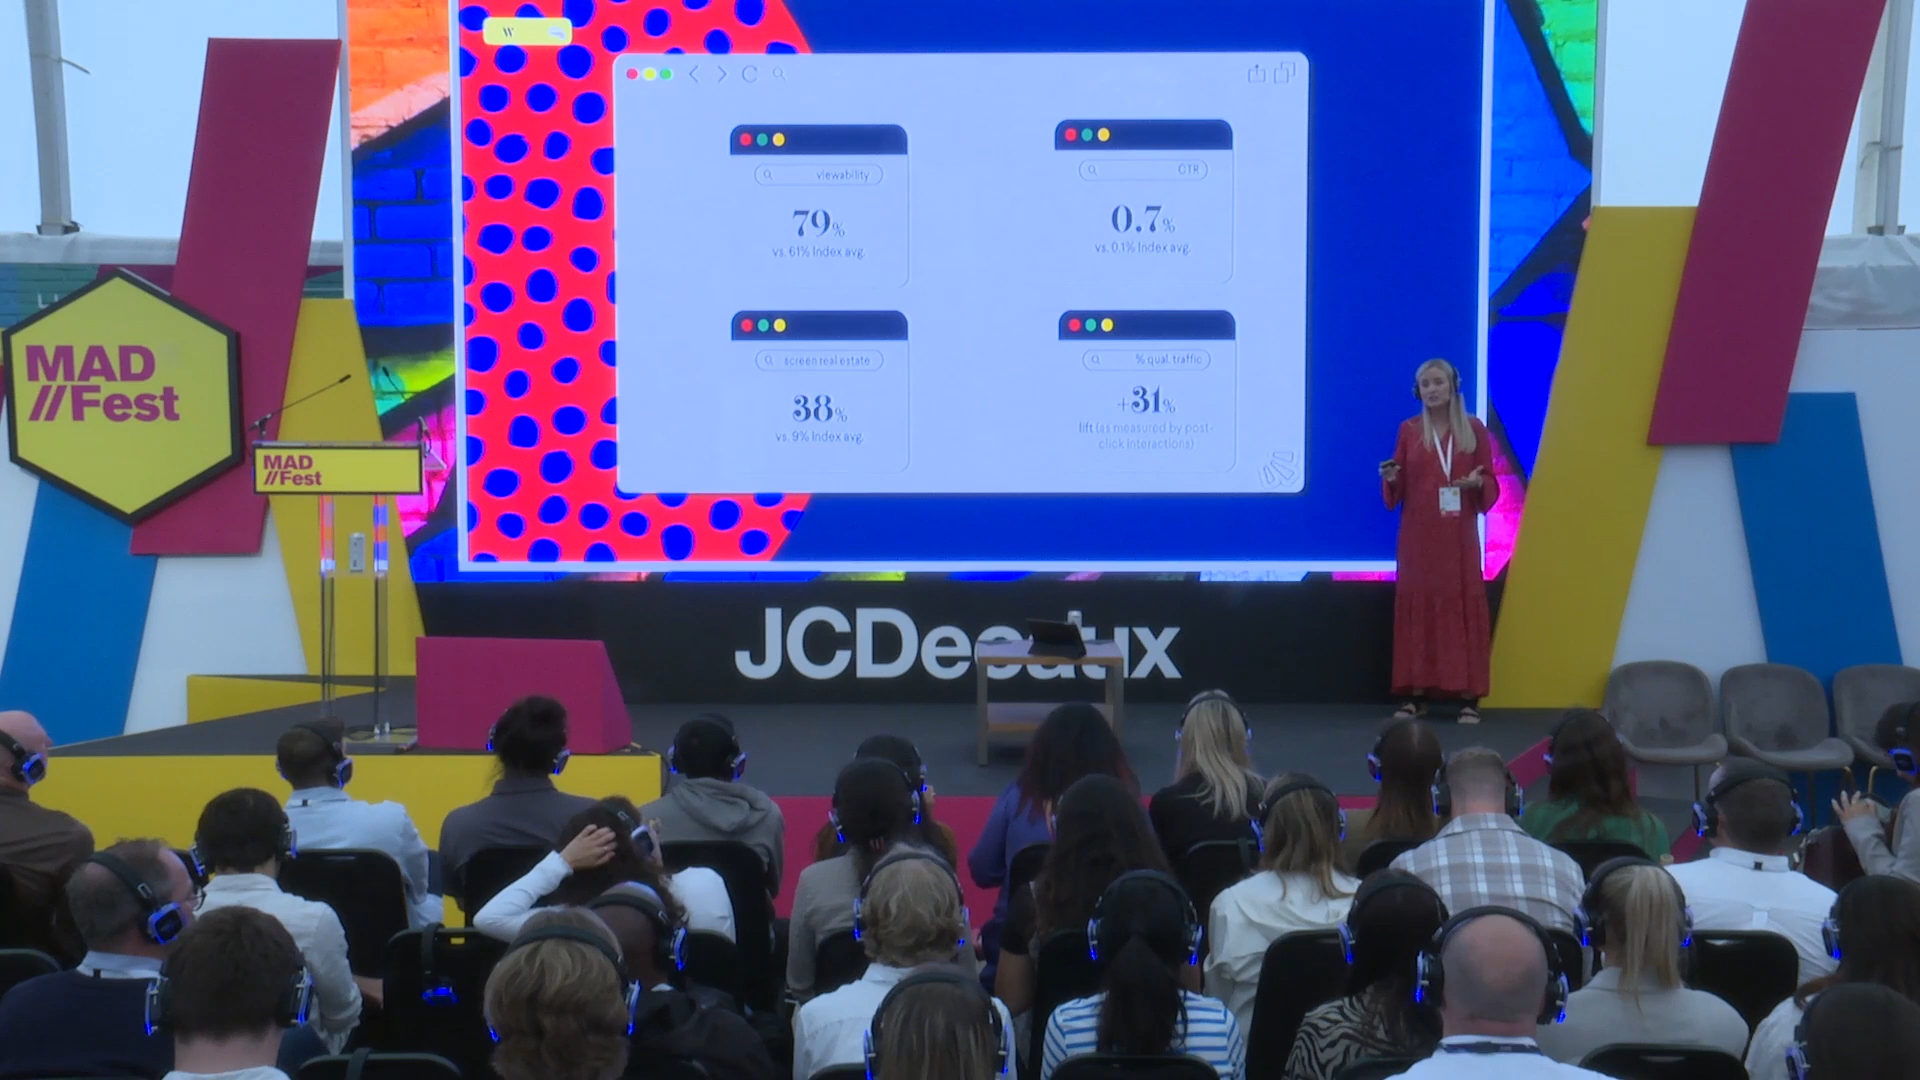 W
viewability
79%
vs. 61% Index avg.
CTR
0.7%
vs. 0.1% Index avg.
screen real estate
38%
vs. 9% Index avg.
% qual. traffic
+31%
lift (as measured by post-
click interactions)
MAD
//Fest
MAD
//Fest
JCDecaux